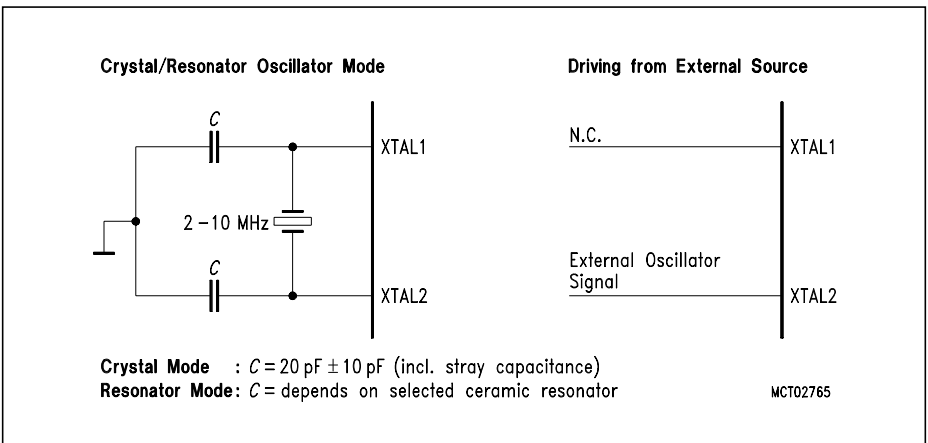 Crystal/Resonator Oscillator Mode
C
XTAL1
2 – 10 MHz
C
XTAL2
Driving from External Source
N.C.
XTAL1
External Oscillator
Signal
XTAL2
Crystal Mode : C = 20 pF ± 10 pF (incl. stray capacitance)
Resonator Mode: C = depends on selected ceramic resonator
MCT02765